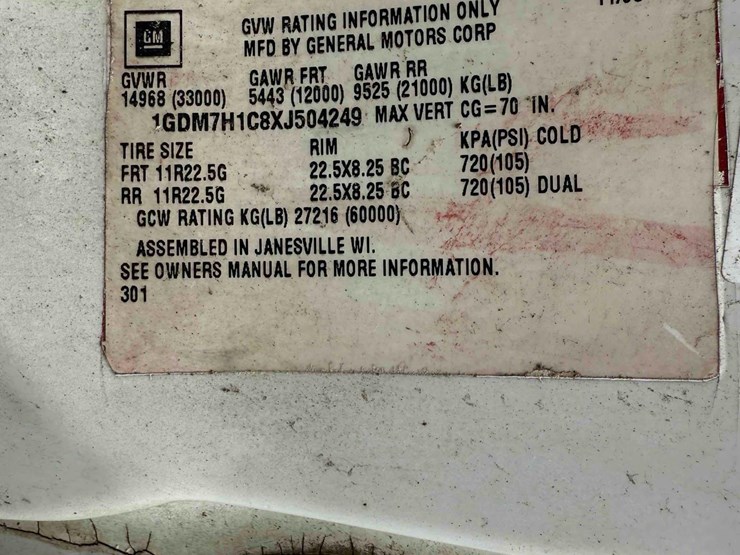 GM
GVW RATING INFORMATION ONLY
MFD BY GENERAL MOTORS CORP
GVWR GAWR FRT GAWR RR
14968 (33000) 5443 (12000) 9525 (21000) KG(LB)
1GDM7H1C8XJ504249 MAX VERT CG=70 IN.
TIRE SIZE RIM KPA(PSI) COLD
FRT 11R22.5G 22.5X8.25 BC 720(105)
RR 11R22.5G 22.5X8.25 BC 720(105) DUAL
GCW RATING KG(LB) 27216 (60000)
ASSEMBLED IN JANESVILLE WI.
SEE OWNERS MANUAL FOR MORE INFORMATION.
301